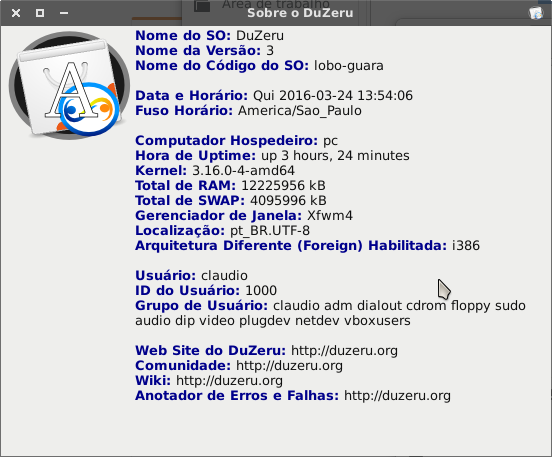 Área de trabalho
Sobre o DuZeru
A
Nome do SO: DuZeru
Nome da Versão: 3
Nome do Código do SO: lobo-guara
Data e Horário: Qui 2016-03-24 13:54:06
Fuso Horário: America/Sao_Paulo
Computador Hospedeiro: pc
Hora de Uptime: up 3 hours, 24 minutes
Kernel: 3.16.0-4-amd64
Total de RAM: 12225956 kB
Total de SWAP: 4095996 kB
Gerenciador de Janela: Xfwm4
Localização: pt_BR.UTF-8
Arquitetura Diferente (Foreign) Habilitada: i386
Usuário: claudio
ID do Usuário: 1000
Grupo de Usuário: claudio adm dialout cdrom floppy sudo
audio dip video plugdev netdev vboxusers
Web Site do DuZeru: http://duzeru.org
Comunidade: http://duzeru.org
Wiki: http://duzeru.org
Anotador de Erros e Falhas: http://duzeru.org